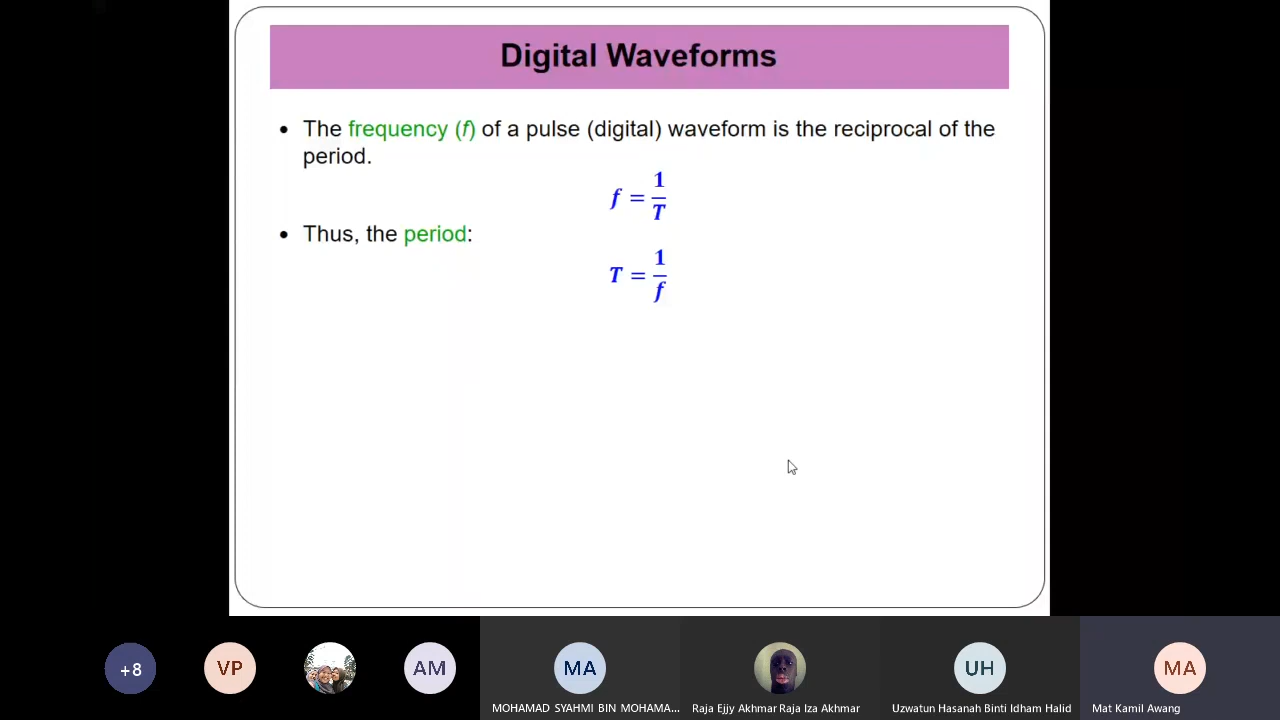 Digital Waveforms
• The frequency (f) of a pulse (digital) waveform is the reciprocal of the
period.
f = 1/T
• Thus, the period:
T = 1/f
+8
VP
AM
MA
UH
MA
MOHAMAD SYAHMI BIN MOHAMA...
Raja Ejjy Akhmar Raja Iza Akhmar
Uzwatun Hasanah Binti Idham Halid
Mat Kamil Awang